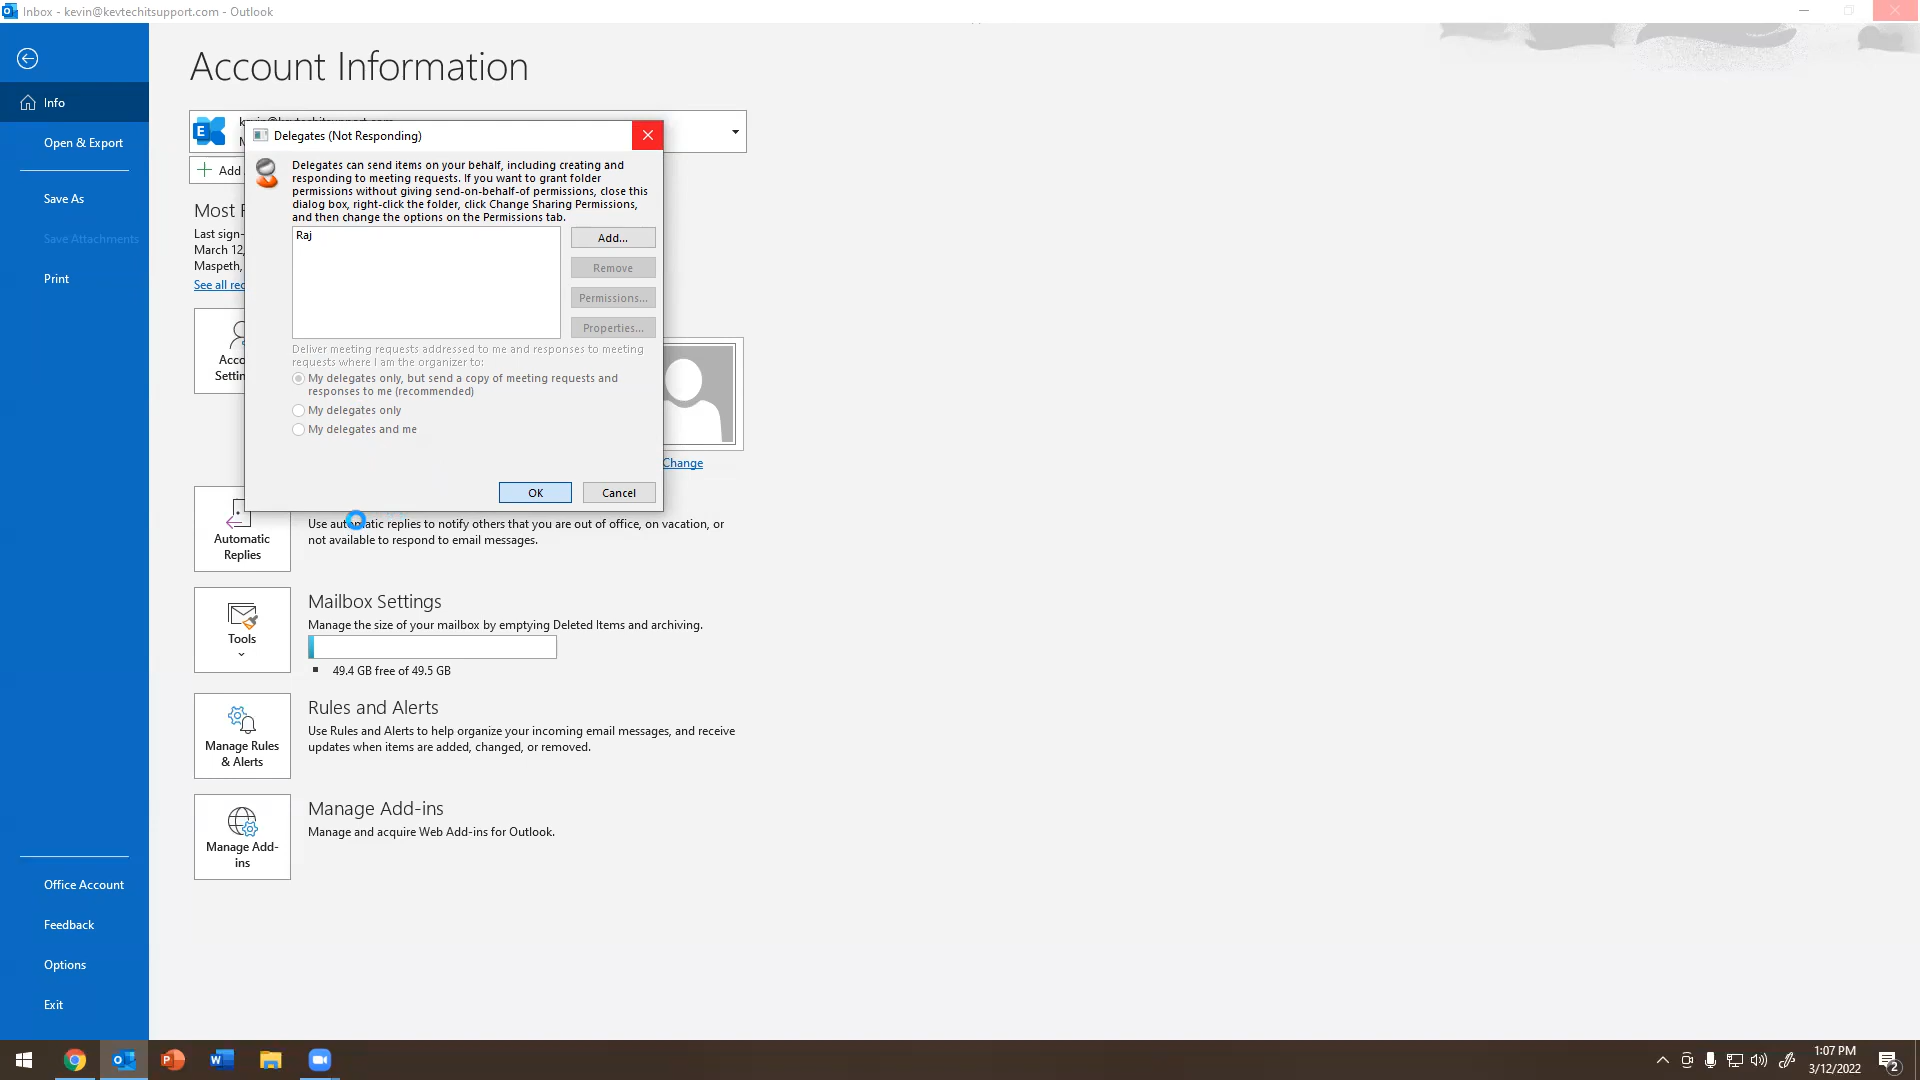 Inbox - kevin@kevtechitsupport.com - Outlook
Account Information
Info
Open & Export
Save As
Save Attachments
Print
Office Account
Feedback
Options
Exit
Add
Most
Last sign-
March 12,
Maspeth,
See all rec
Delegates (Not Responding)
Delegates can send items on your behalf, including creating and
responding to meeting requests. If you want to grant folder
permissions without giving send-on-behalf-of permissions, close this
dialog box, right-click the folder, click Change Sharing Permissions,
and then change the options on the Permissions tab.
Raj
Add...
Remove
Permissions...
Properties...
Deliver meeting requests addressed to me and responses to meeting
requests where I am the organizer to:
My delegates only, but send a copy of meeting requests and
responses to me (recommended)
My delegates only
My delegates and me
OK
Cancel
Acco
Settin
Change
Automatic
Replies
Use automatic replies to notify others that you are out of office, on vacation, or
not available to respond to email messages.
Tools
Mailbox Settings
Manage the size of your mailbox by emptying Deleted Items and archiving.
49.4 GB free of 49.5 GB
Manage Rules
& Alerts
Rules and Alerts
Use Rules and Alerts to help organize your incoming email messages, and receive
updates when items are added, changed, or removed.
Manage Add-
ins
Manage Add-ins
Manage and acquire Web Add-ins for Outlook.
1:07 PM
3/12/2022
2